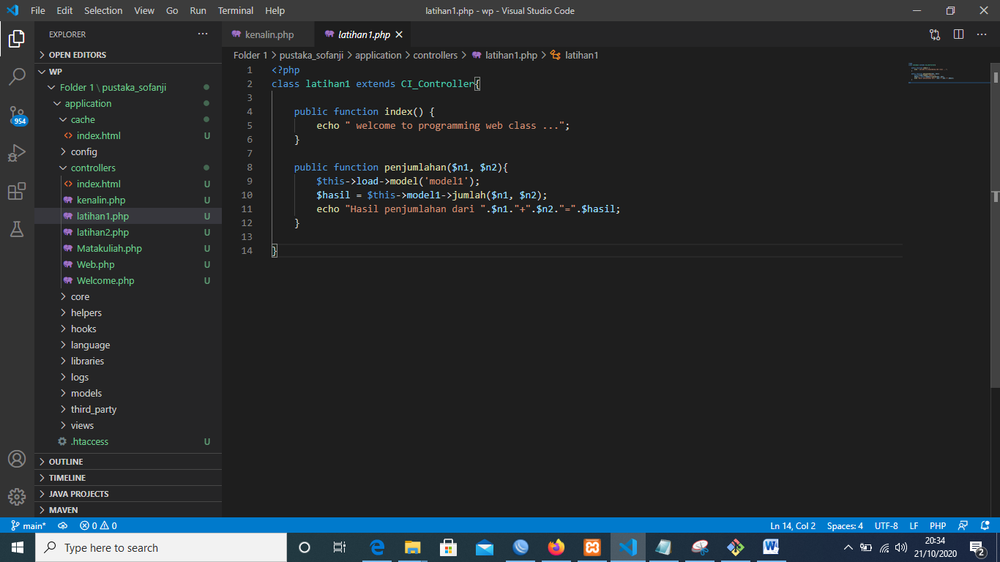 File Edit Selection View Go Run Terminal Help latihan1.php - wp - Visual Studio Code
EXPLORER
OPEN EDITORS
WP
Folder 1 \ pustaka_sofanji
application
cache
index.html U
config
controllers
index.html U
kenalin.php U
latihan1.php U
latihan2.php U
Matakuliah.php U
Web.php U
Welcome.php U
core
helpers
hooks
language
libraries
logs
models
third_party
views
.htaccess U
OUTLINE
TIMELINE
JAVA PROJECTS
MAVEN
954
kenalin.php latihan1.php
Folder 1 > pustaka_sofanji > application > controllers > latihan1.php > latihan1
1 <?php
2 class latihan1 extends CI_Controller{
3
4 public function index() {
5 echo " welcome to programming web class ...";
6 }
7
8 public function penjumlahan($n1, $n2){
9 $this->load->model('model1');
10 $hasil = $this->model1->jumlah($n1, $n2);
11 echo "Hasil penjumlahan dari ".$n1."+".$n2."=".$hasil;
12 }
13
14 }
main* 0 0 Ln 14, Col 2 Spaces: 4 UTF-8 LF PHP
Type here to search
20:34
21/10/2020
2